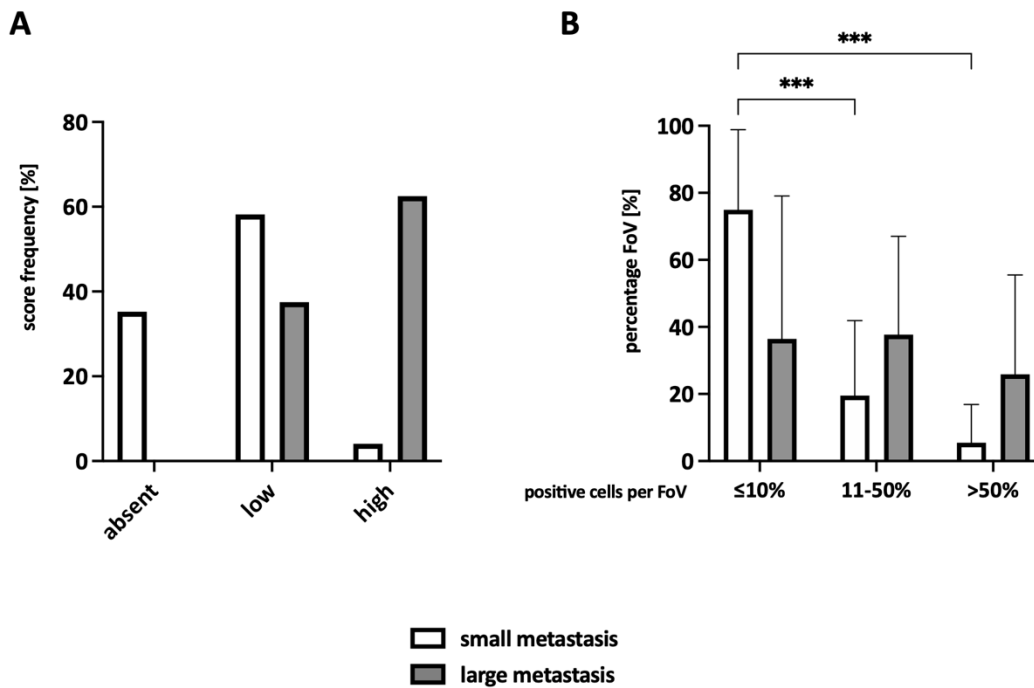 A
score frequency [%]
80
60
40
20
0
absent
low
high
B
***
***
percentage FoV [%]
100
80
60
40
20
0
positive cells per FoV
≤10%
11-50%
>50%
small metastasis
large metastasis